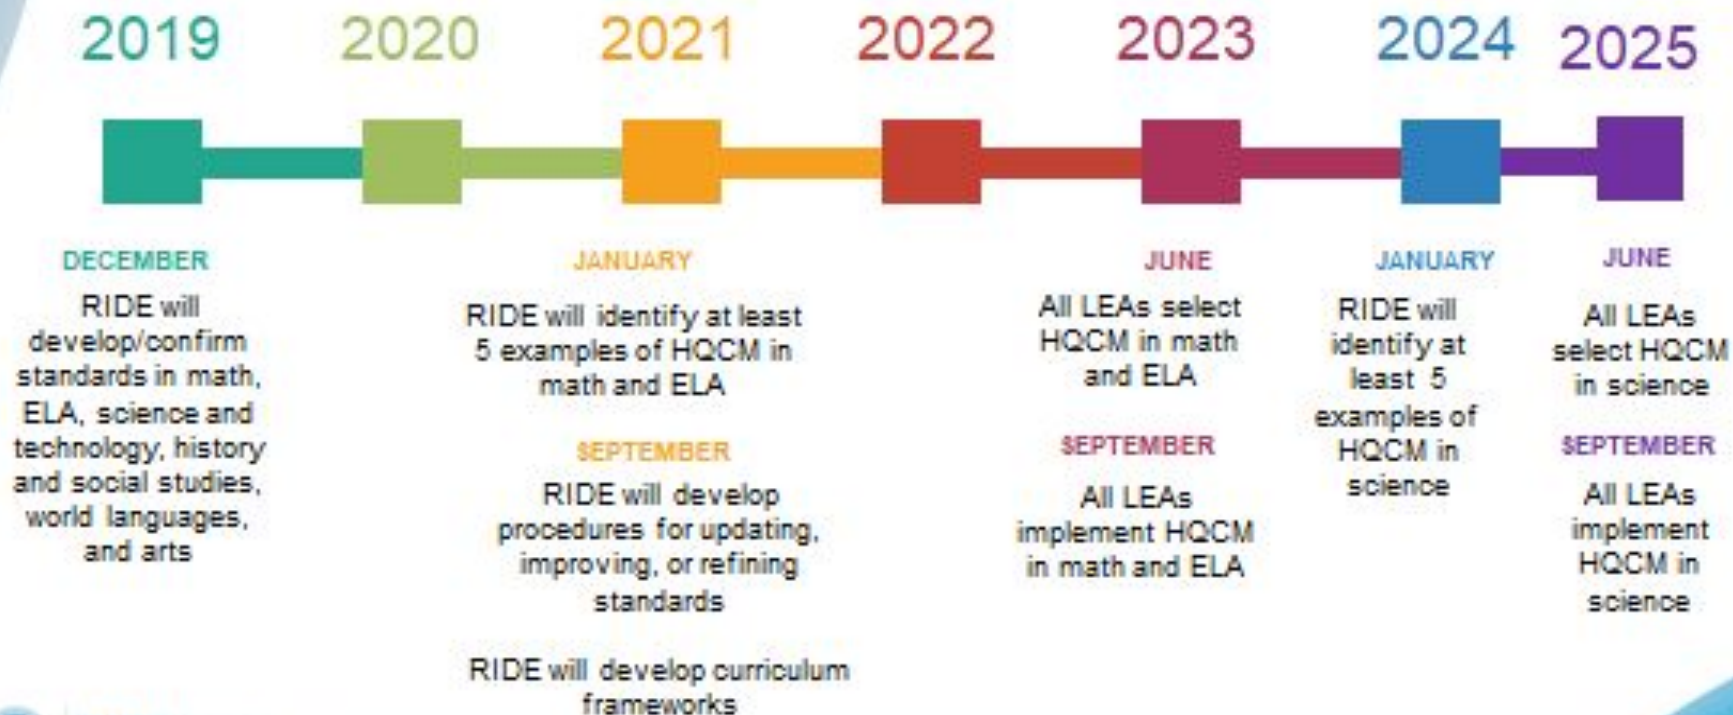 2019
2020
2021
2022
2023
2024
2025
DECEMBER
RIDE will
develop/confirm
standards in math,
ELA, science and
technology, history
and social studies,
world languages,
and arts
JANUARY
RIDE will identify at least
5 examples of HQCM in
math and ELA
SEPTEMBER
RIDE will develop
procedures for updating,
improving, or refining
standards
RIDE will develop curriculum
frameworks
JUNE
All LEAs select
HQCM in math
and ELA
SEPTEMBER
All LEAs
implement HQCM
in math and ELA
JANUARY
RIDE will
identify at
least 5
examples of
HQCM in
science
JUNE
All LEAs
select HQCM
in science
SEPTEMBER
All LEAs
implement
HQCM in
science